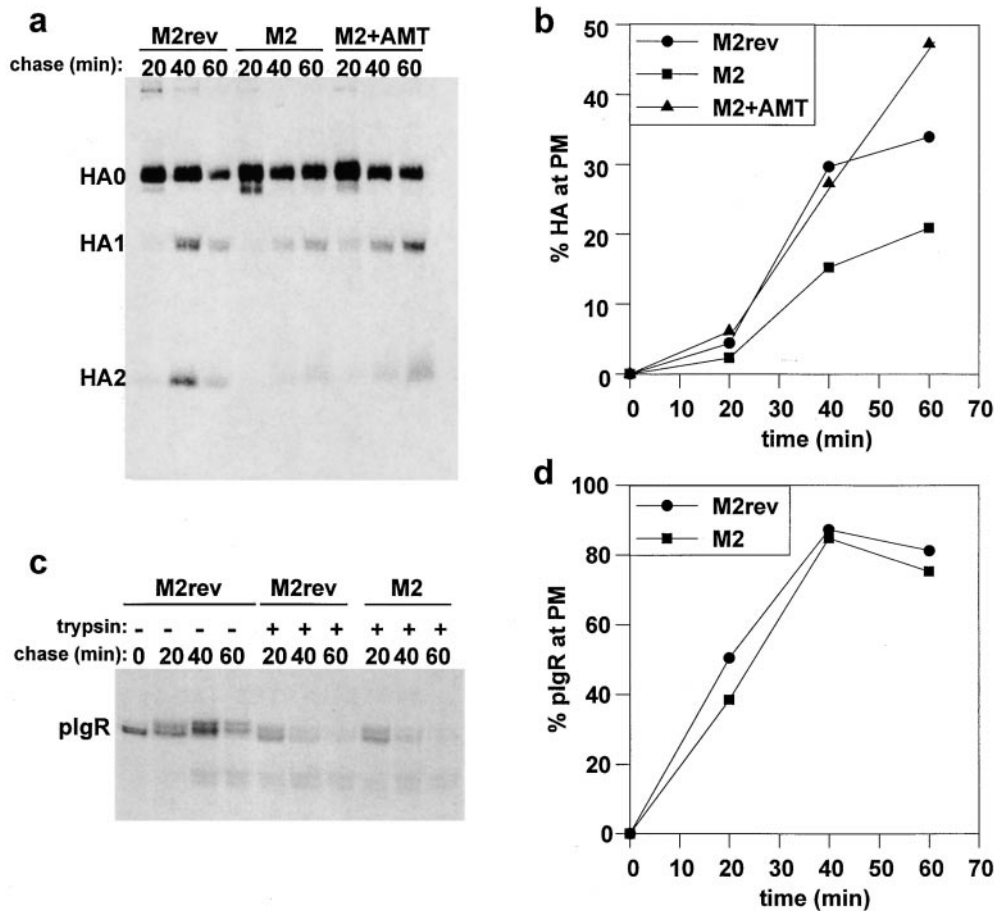 a
M2rev M2 M2+AMT
chase (min): 20 40 60 20 40 60 20 40 60
HA0
HA1
HA2
b
% HA at PM
50
40
30
20
10
0
M2rev
M2
M2+AMT
0 10 20 30 40 50 60 70
time (min)
c
M2rev M2rev M2
trypsin: - - - - + + + + + +
chase (min): 0 20 40 60 20 40 60 20 40 60
pIgR
d
% pIgR at PM
100
80
60
40
20
0
M2rev
M2
0 10 20 30 40 50 60 70
time (min)